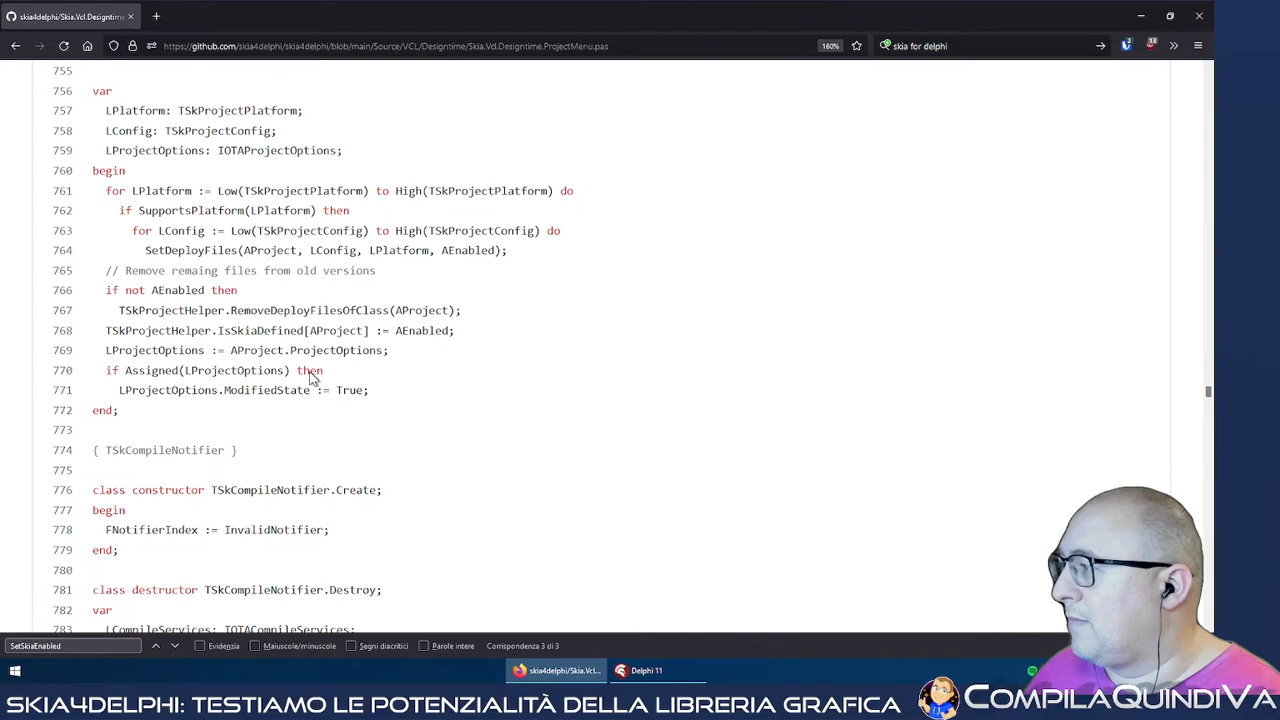 skia4delphi/Skia.Vcl.Designtime
https://github.com/skia4delphi/skia4delphi/blob/main/Source/VCL/Designtime/Skia.Vcl.Designtime.ProjectMenu.pas
160%
skia for delphi
2
13
755
756 var
757 LPlatform: TSkProjectPlatform;
758 LConfig: TSkProjectConfig;
759 LProjectOptions: IOTAProjectOptions;
760 begin
761 for LPlatform := Low(TSkProjectPlatform) to High(TSkProjectPlatform) do
762 if SupportsPlatform(LPlatform) then
763 for LConfig := Low(TSkProjectConfig) to High(TSkProjectConfig) do
764 SetDeployFiles(AProject, LConfig, LPlatform, AEnabled);
765 // Remove remaing files from old versions
766 if not AEnabled then
767 TSkProjectHelper.RemoveDeployFilesOfClass(AProject);
768 TSkProjectHelper.IsSkiaDefined[AProject] := AEnabled;
769 LProjectOptions := AProject.ProjectOptions;
770 if Assigned(LProjectOptions) then
771 LProjectOptions.ModifiedState := True;
772 end;
773
774 { TSkCompileNotifier }
775
776 class constructor TSkCompileNotifier.Create;
777 begin
778 FNotifierIndex := InvalidNotifier;
779 end;
780
781 class destructor TSkCompileNotifier.Destroy;
782 var
783 LCompileServices: IOTACompileServices;
SetSkiaEnabled
Evidenzia
Maiuscole/minuscole
Segni diacritici
Parole intere
Corrispondenza 3 di 3
skia4delphi/Skia.Vcl...
Delphi 11
SKIA4DELPHI: TESTIAMO LE POTENZIALITÀ DELLA LIBRERIA GRAFICA
COMPILAQUINDIVA